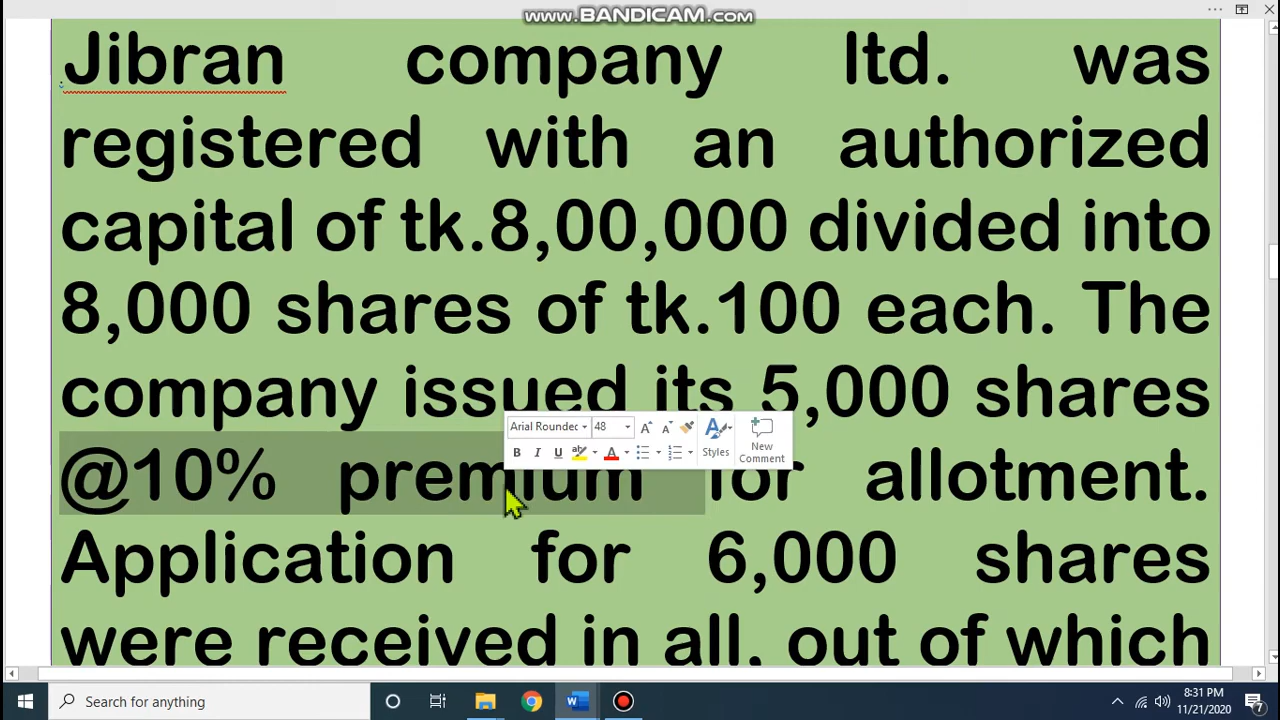 www.BANDICAM.com
Jibran company ltd. was
registered with an authorized
capital of tk.8,00,000 divided into
8,000 shares of tk.100 each. The
company issued its 5,000 shares
Arial Rounded 48 A A A
B I U ab A Styles New
Comment
@10% premium for allotment.
Application for 6,000 shares
were received in all, out of which
Search for anything
8:31 PM
11/21/2020
7